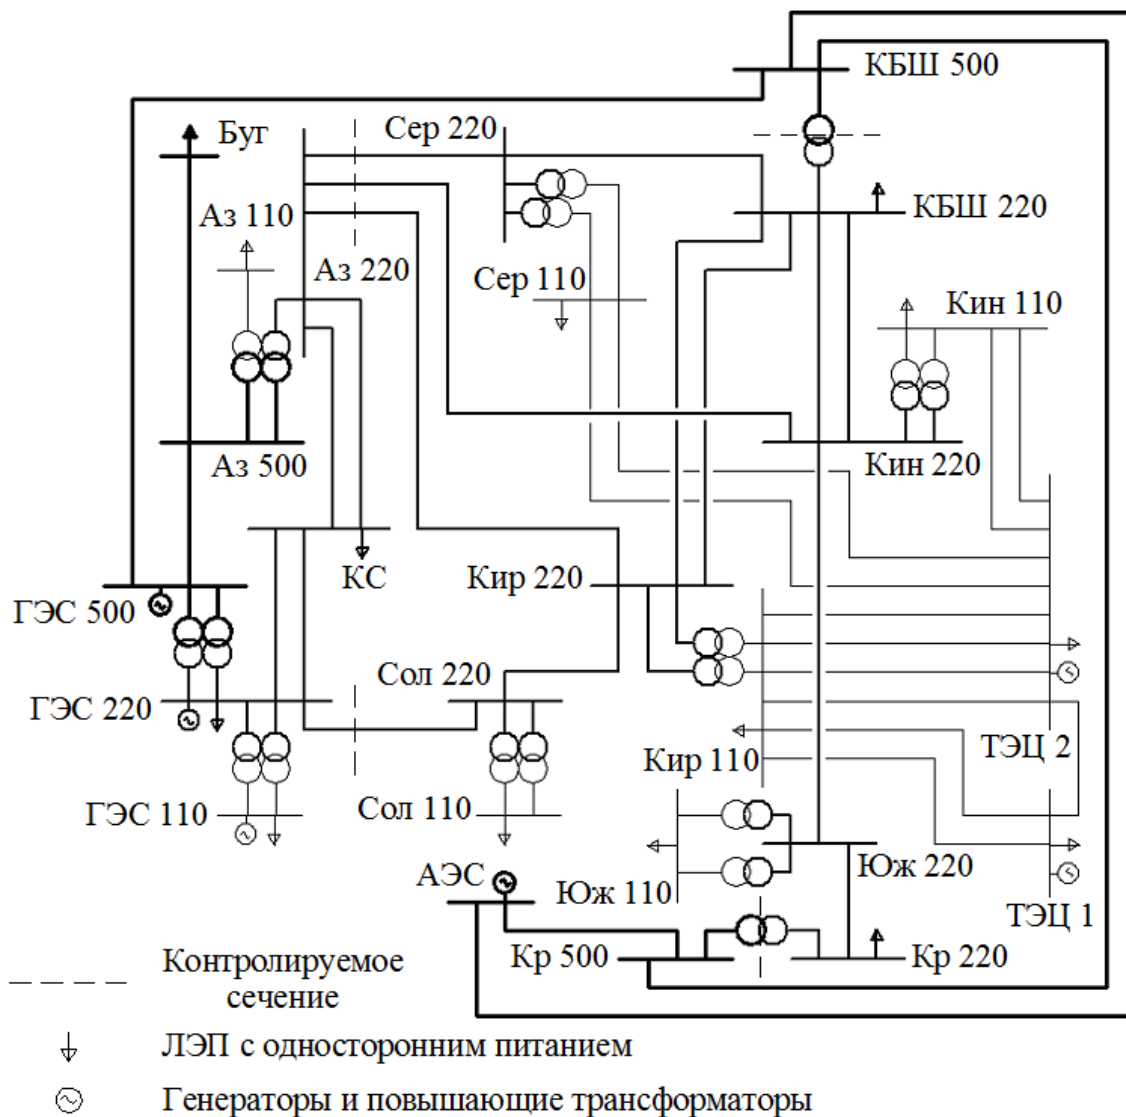 КБШ 500
Буг
Сер 220
Аз 110
КБШ 220
Аз 220
Сер 110
Кин 110
Аз 500
Кин 220
КС
Кир 220
ГЭС 500
Сол 220
ГЭС 220
ТЭЦ 2
Кир 110
ГЭС 110
Сол 110
Юж 220
АЭС
Юж 110
ТЭЦ 1
Кр 500
Кр 220
Контролируемое
сечение
ЛЭП с односторонним питанием
Генераторы и повышающие трансформаторы